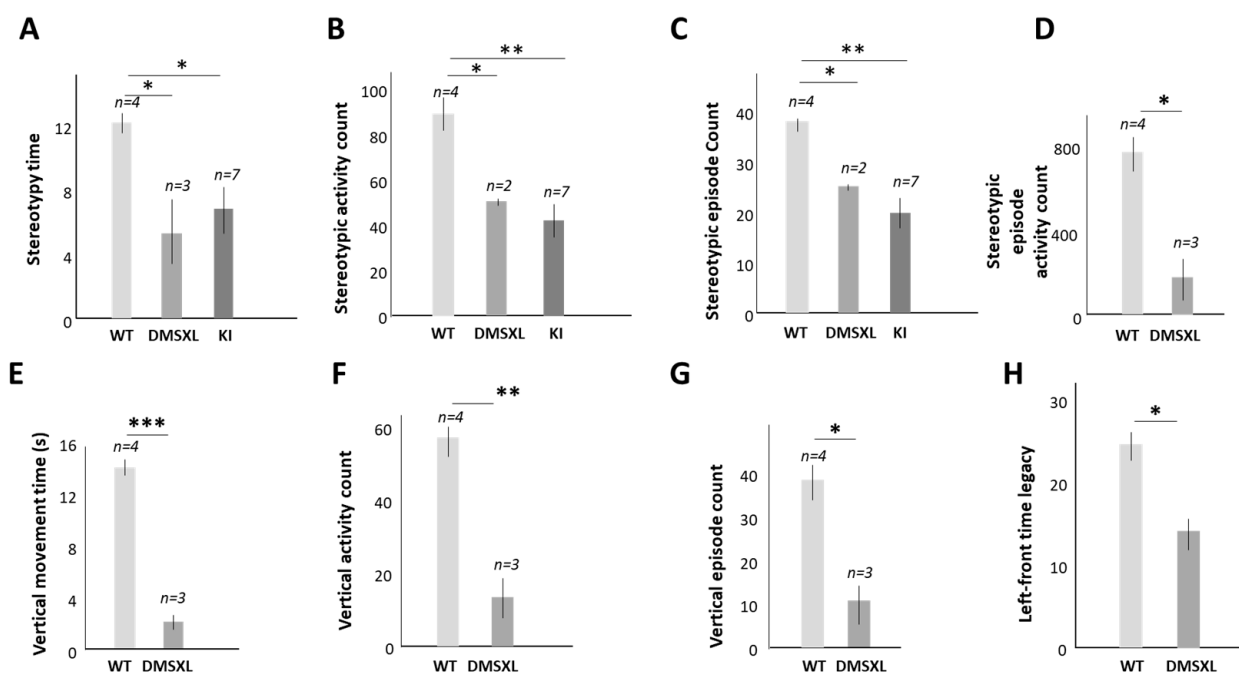 A
Stereotypy time
12
8
4
0
*
*
n=4
n=3
n=7
WT DMSXL KI
B
Stereotypic activity count
100
80
60
40
20
0
**
*
n=4
n=2
n=7
WT DMSXL KI
C
Stereotypic episode Count
40
30
20
10
0
**
*
n=4
n=2
n=7
WT DMSXL KI
D
Stereotypic
episode
activity count
800
400
0
*
n=4
n=3
WT DMSXL
E
Vertical movement time (s)
16
12
8
4
0
***
n=4
n=3
WT DMSXL
F
Vertical activity count
60
40
20
0
**
n=4
n=3
WT DMSXL
G
Vertical episode count
40
30
20
10
0
*
n=4
n=3
WT DMSXL
H
Left-front time legacy
30
20
10
0
*
WT DMSXL